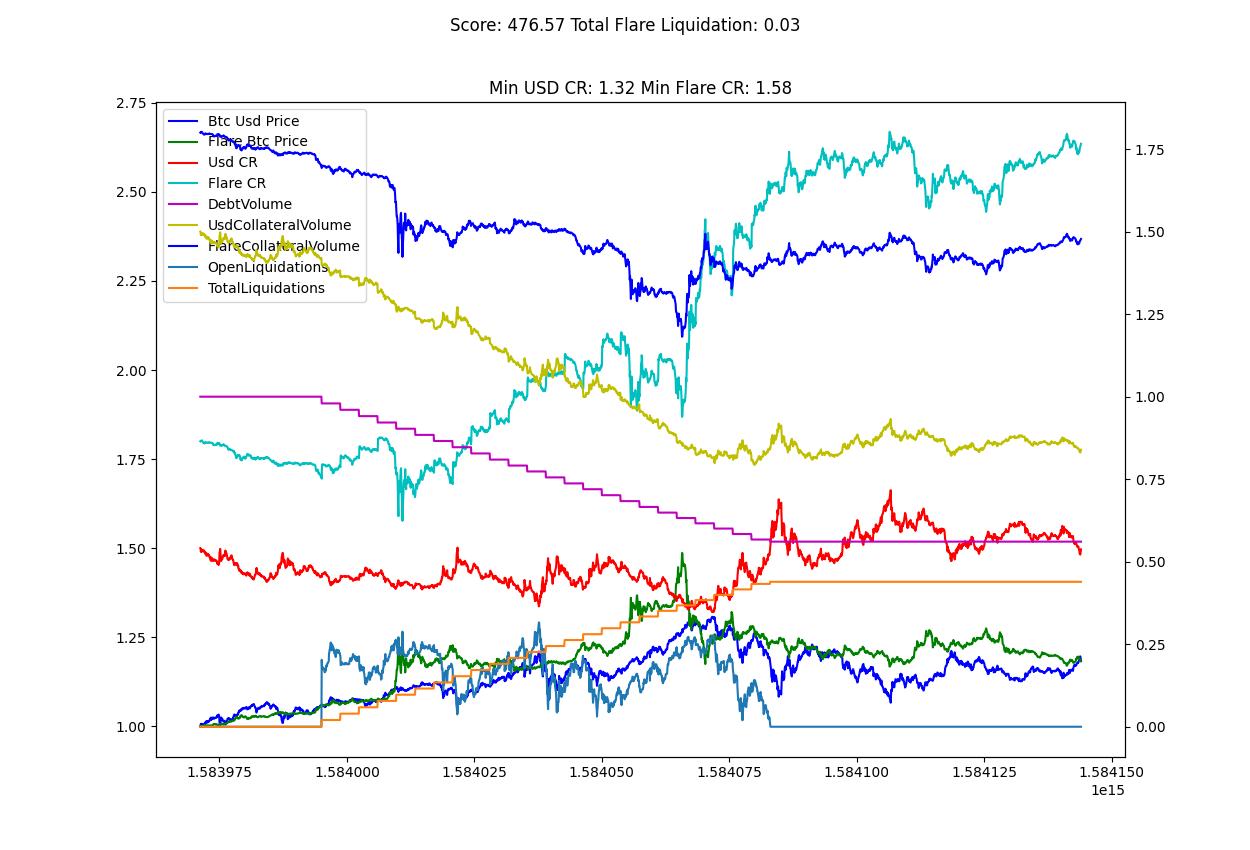 Score: 476.57 Total Flare Liquidation: 0.03
Min USD CR: 1.32 Min Flare CR: 1.58
Btc Usd Price
Flare Btc Price
Usd CR
Flare CR
DebtVolume
UsdCollateralVolume
FlareCollateralVolume
OpenLiquidations
TotalLiquidations
2.75
2.50
2.25
2.00
1.75
1.50
1.25
1.00
1.75
1.50
1.25
1.00
0.75
0.50
0.25
0.00
1.583975 1.584000 1.584025 1.584050 1.584075 1.584100 1.584125 1.584150
1e15